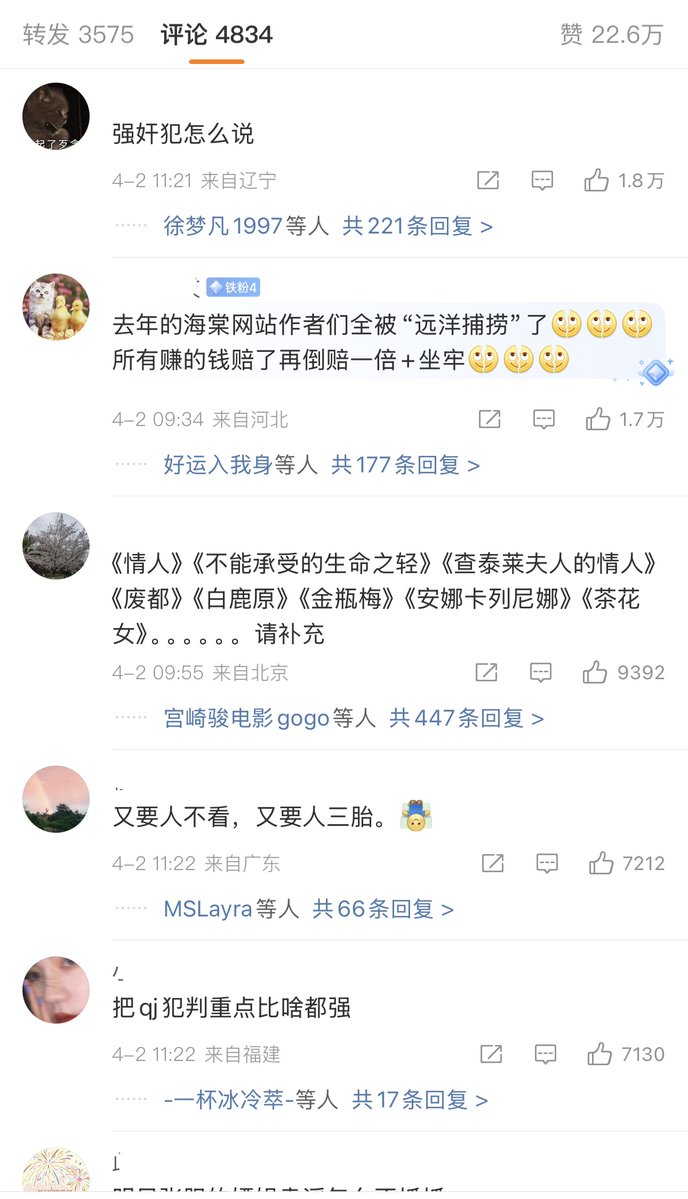 转发 3575 评论 4834 赞 22.6万
强奸犯怎么说
4-2 11:21 来自辽宁 1.8万
徐梦凡1997等人 共221条回复 >
铁粉4
去年的海棠网站作者们全被“远洋捕捞”了
所有赚的钱赔了再倒赔一倍+坐牢
4-2 09:34 来自河北 1.7万
好运入我身等人 共177条回复 >
《情人》《不能承受的生命之轻》《查泰莱夫人的情人》
《废都》《白鹿原》《金瓶梅》《安娜卡列尼娜》《茶花
女》。。。。。。请补充
4-2 09:55 来自北京 9392
宫崎骏电影gogo等人 共447条回复 >
又要人不看，又要人三胎。
4-2 11:22 来自广东 7212
MSLayra等人 共66条回复 >
把qj犯判重点比啥都强
4-2 11:22 来自福建 7130
-一杯冰冷萃-等人 共17条回复 >